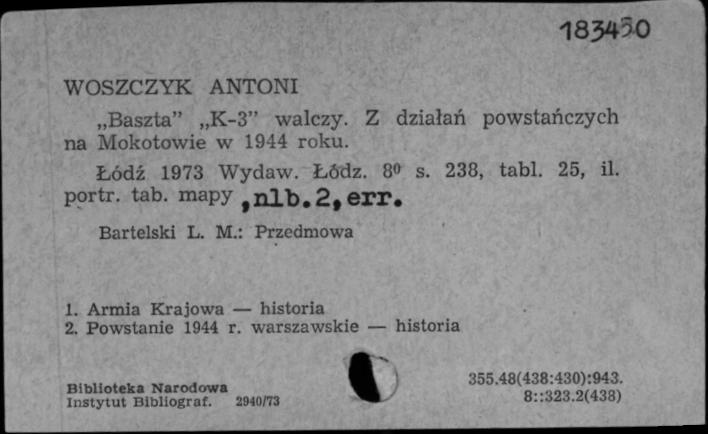 183450
WOSZCZYK ANTONI
„Baszta” „K-3” walczy. Z działań powstańczych
na Mokotowie w 1944 roku.
Łódź 1973 Wydaw. Łódz. 8⁰ s. 238, tabl. 25, il.
portr. tab. mapy , nlb. 2, err.
Bartelski L. M.: Przedmowa
1. Armia Krajowa — historia
2. Powstanie 1944 r. warszawskie — historia
355.48(438:430):943.
8::323.2(438)
Biblioteka Narodowa
Instytut Bibliograf. 2940/73